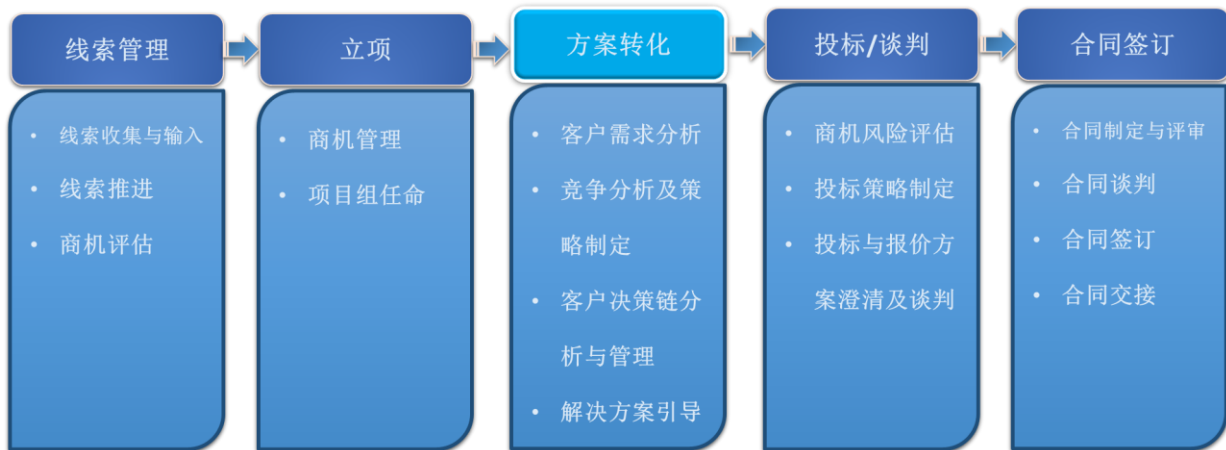 线索管理
立项
方案转化
投标/谈判
合同签订
• 线索收集与输入
• 线索推进
• 商机评估
• 商机管理
• 项目组任命
• 客户需求分析
• 竞争分析及策
略制定
• 客户决策链分
析与管理
• 解决方案引导
• 商机风险评估
• 投标策略制定
• 投标与报价方
案澄清及谈判
• 合同制定与评审
• 合同谈判
• 合同签订
• 合同交接